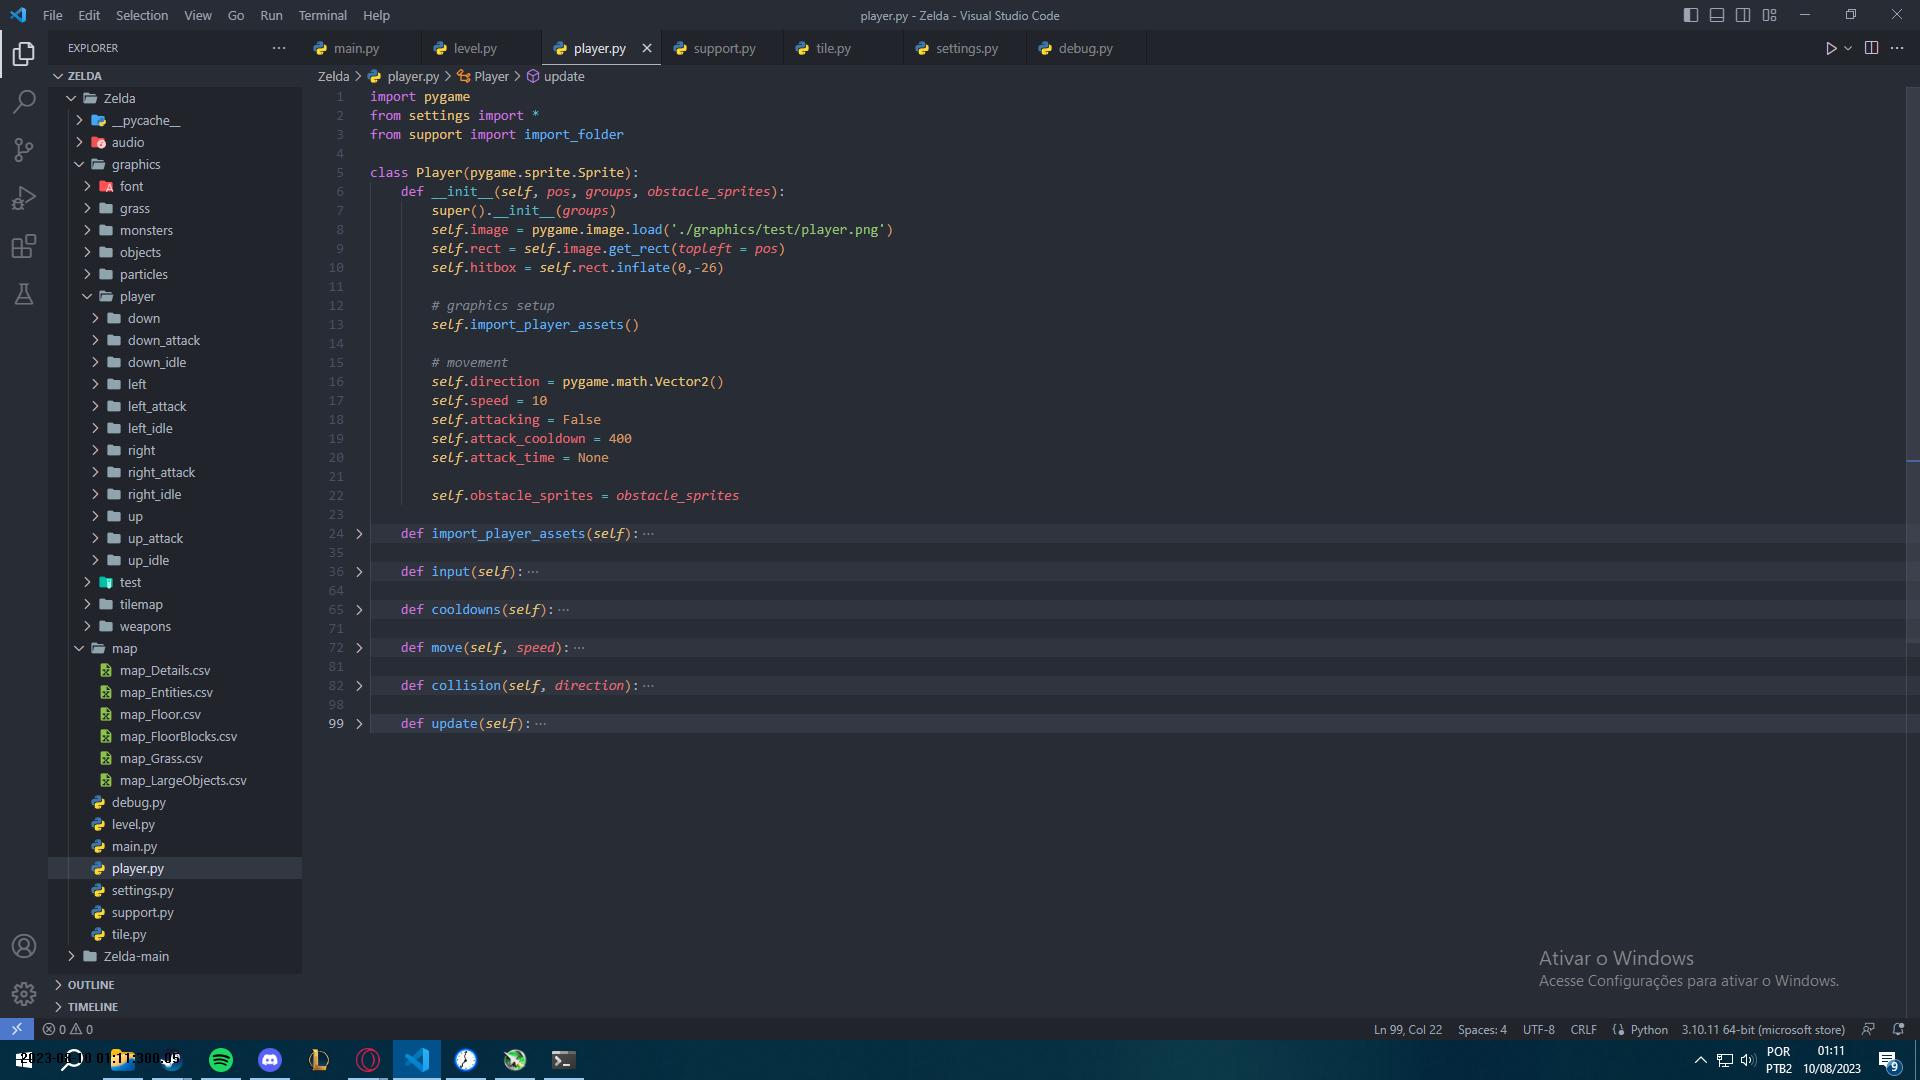 File Edit Selection View Go Run Terminal Help
player.py - Zelda - Visual Studio Code
EXPLORER
main.py
level.py
player.py
support.py
tile.py
settings.py
debug.py
ZELDA
Zelda
__pycache__
audio
graphics
font
grass
monsters
objects
particles
player
down
down_attack
down_idle
left
left_attack
left_idle
right
right_attack
right_idle
up
up_attack
up_idle
test
tilemap
weapons
map
map_Details.csv
map_Entities.csv
map_Floor.csv
map_FloorBlocks.csv
map_Grass.csv
map_LargeObjects.csv
debug.py
level.py
main.py
player.py
settings.py
support.py
tile.py
Zelda-main
OUTLINE
TIMELINE
Zelda > player.py > Player > update
1 import pygame
2 from settings import *
3 from support import import_folder
4
5 class Player(pygame.sprite.Sprite):
6 def __init__(self, pos, groups, obstacle_sprites):
7 super().__init__(groups)
8 self.image = pygame.image.load('./graphics/test/player.png')
9 self.rect = self.image.get_rect(topleft = pos)
10 self.hitbox = self.rect.inflate(0,-26)
11
12 # graphics setup
13 self.import_player_assets()
14
15 # movement
16 self.direction = pygame.math.Vector2()
17 self.speed = 10
18 self.attacking = False
19 self.attack_cooldown = 400
20 self.attack_time = None
21
22 self.obstacle_sprites = obstacle_sprites
23
24 def import_player_assets(self): ···
35
36 def input(self): ···
64
65 def cooldowns(self): ···
71
72 def move(self, speed): ···
81
82 def collision(self, direction): ···
98
99 def update(self): ···
Ativar o Windows
Acesse Configurações para ativar o Windows.
0 0
Ln 99, Col 22 Spaces: 4 UTF-8 CRLF Python 3.10.11 64-bit (microsoft store)
POR
PTB2
01:11
10/08/2023
9